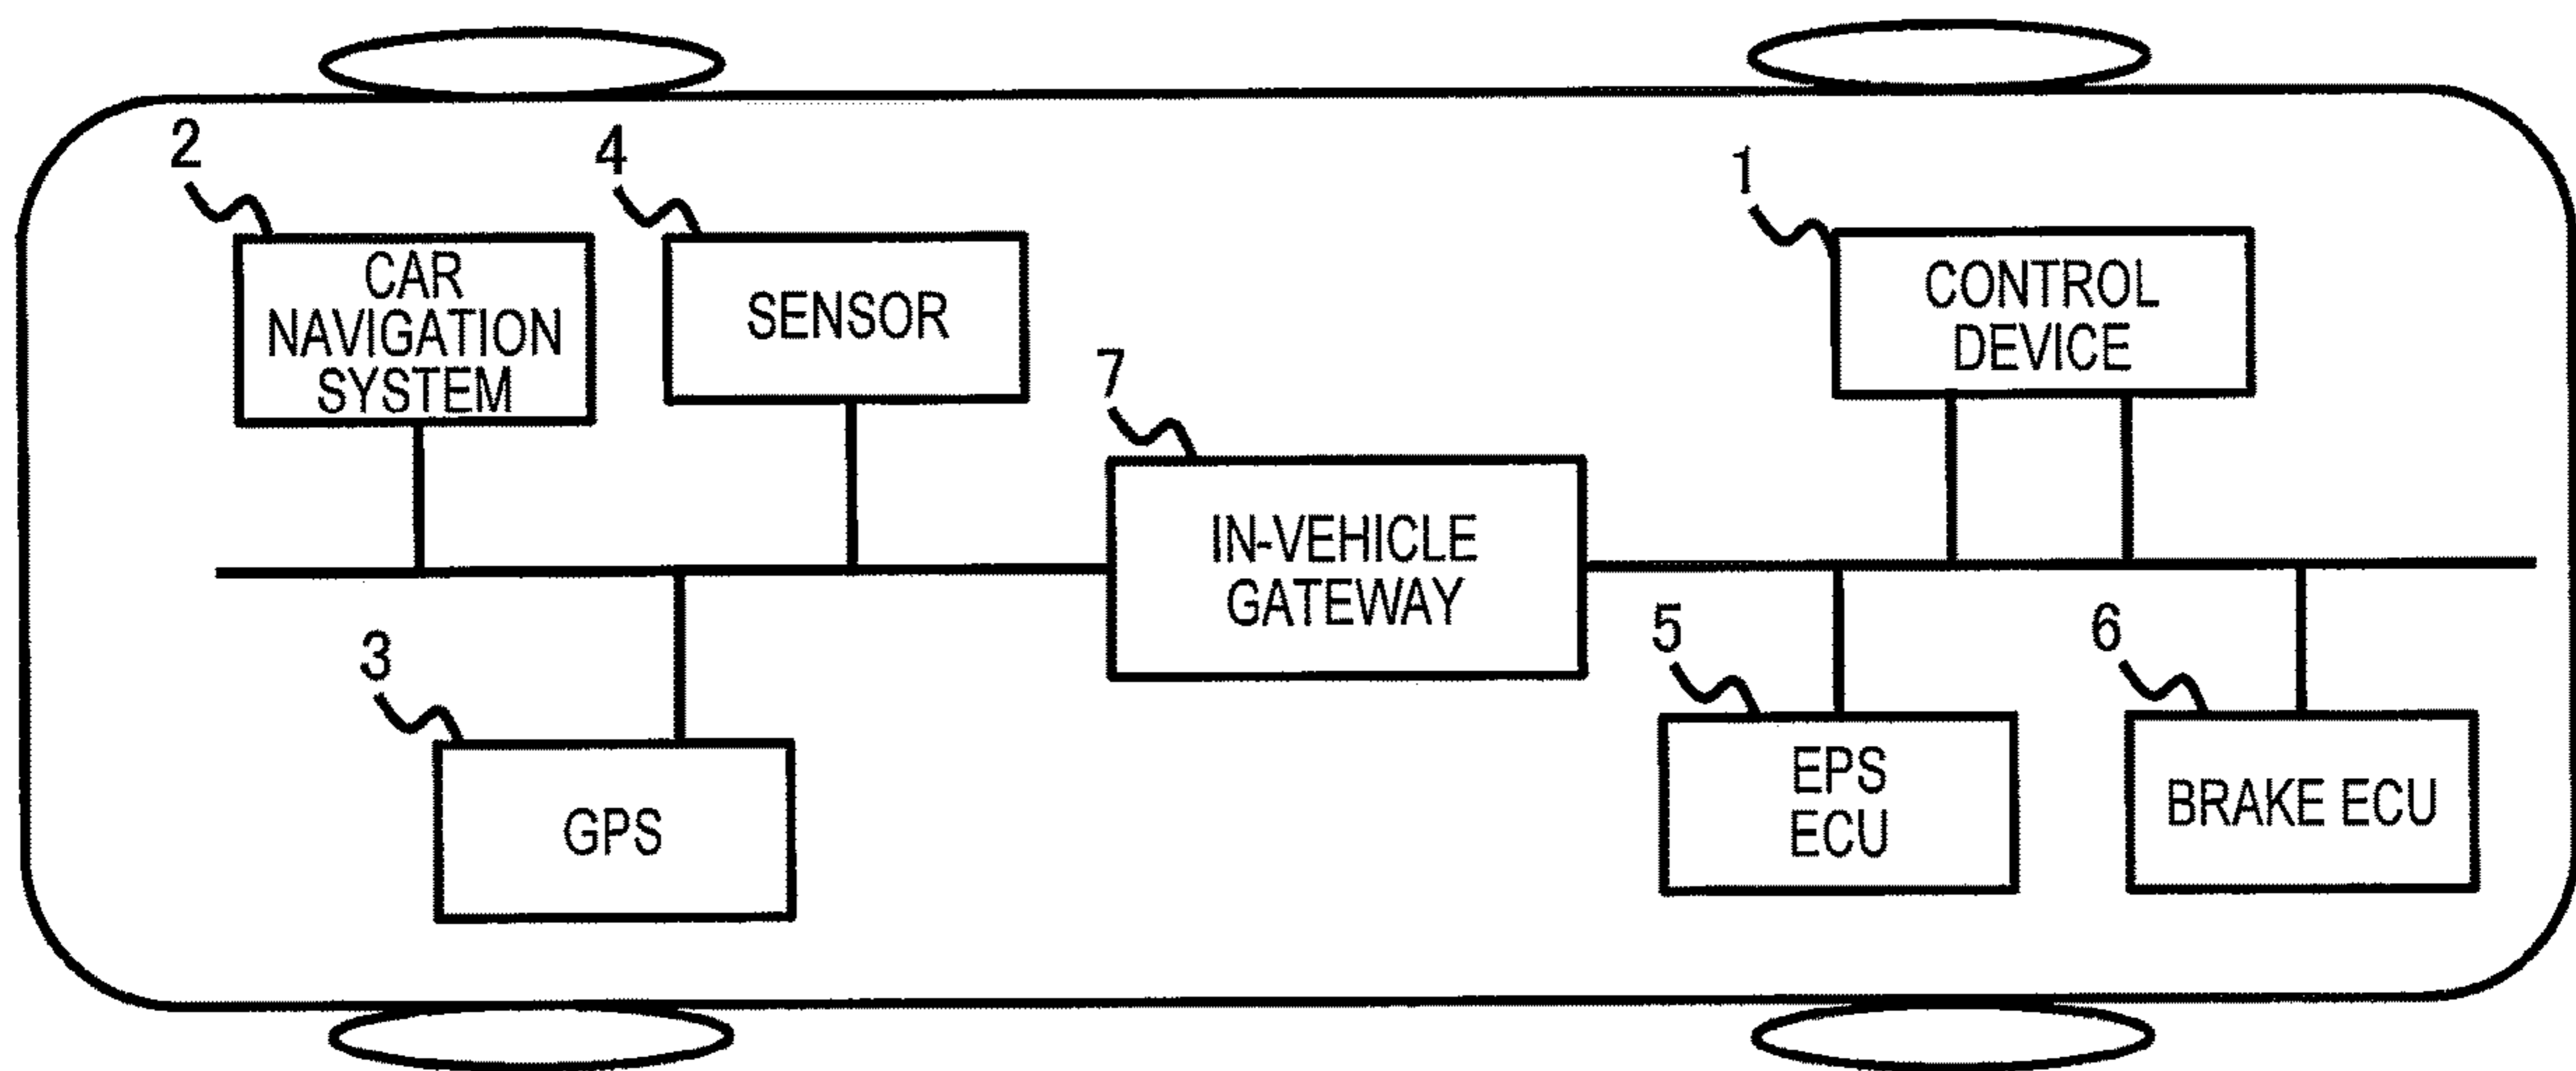 2
CAR
NAVIGATION
SYSTEM
4
SENSOR
1
CONTROL
DEVICE
7
IN-VEHICLE
GATEWAY
3
GPS
5
EPS
ECU
6
BRAKE ECU